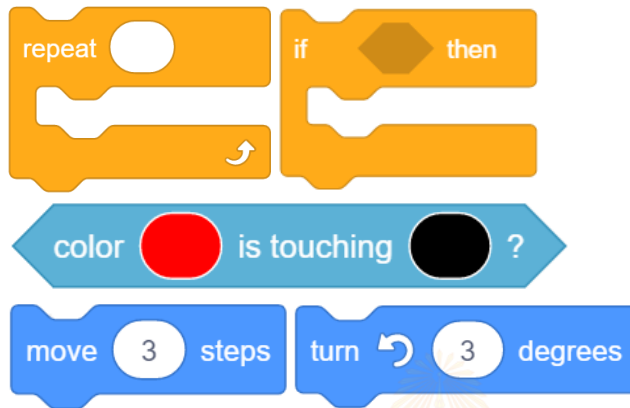 repeat
if then
color is touching ?
move 3 steps
turn 3 degrees